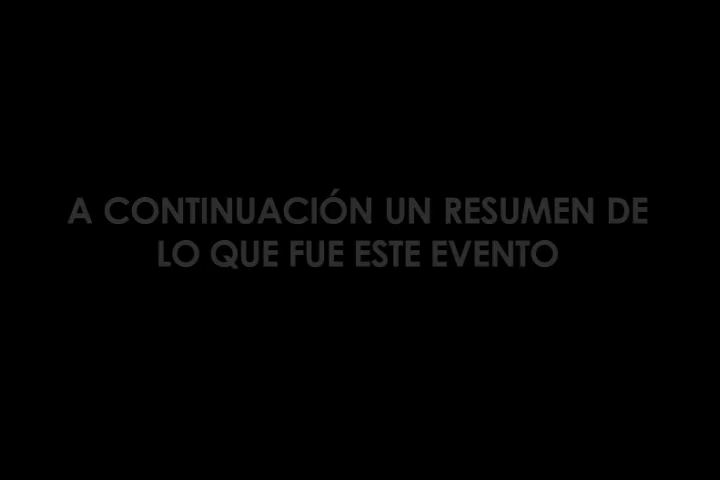 A CONTINUACIÓN UN RESUMEN DE
LO QUE FUE ESTE EVENTO